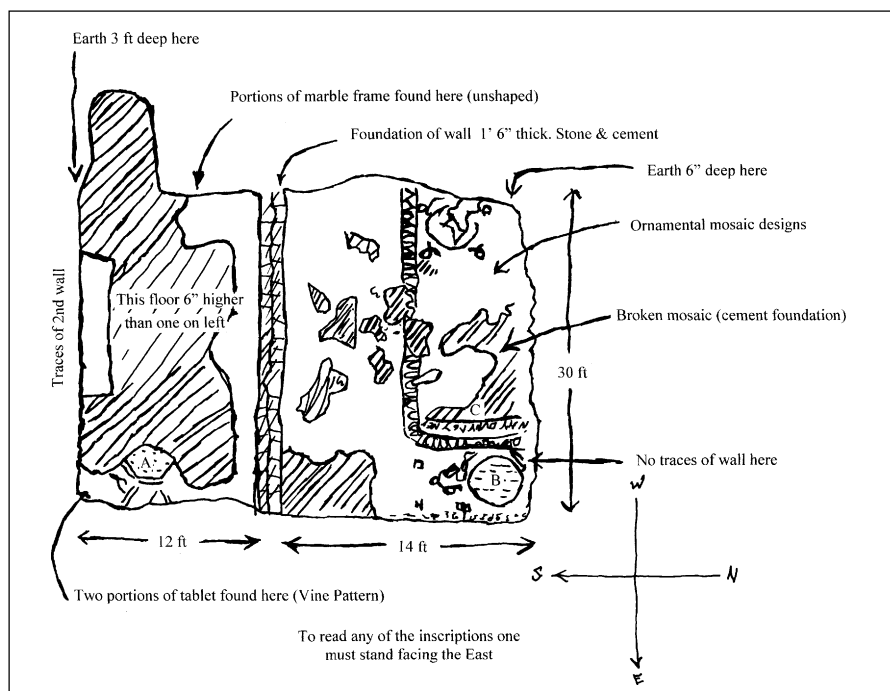 Earth 3 ft deep here
Portions of marble frame found here (unshaped)
Foundation of wall 1' 6” thick. Stone & cement
Earth 6” deep here
Ornamental mosaic designs
Traces of 2nd wall
This floor 6” higher
than one on left
Broken mosaic (cement foundation)
30 ft
C
A
B
No traces of wall here
W
12 ft
14 ft
S
N
Two portions of tablet found here (Vine Pattern)
To read any of the inscriptions one
must stand facing the East
E